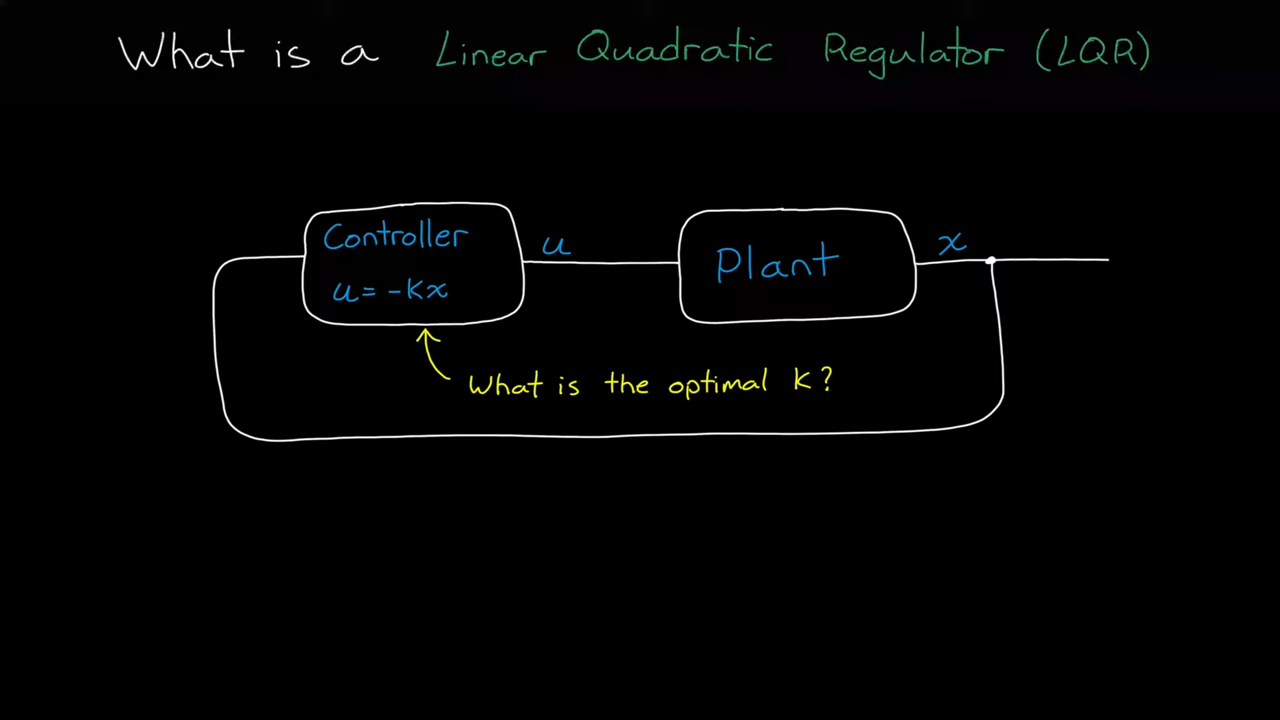 What is a Linear Quadratic Regulator (LQR)
Controller
u = -Kx
u
Plant
x
What is the optimal K?